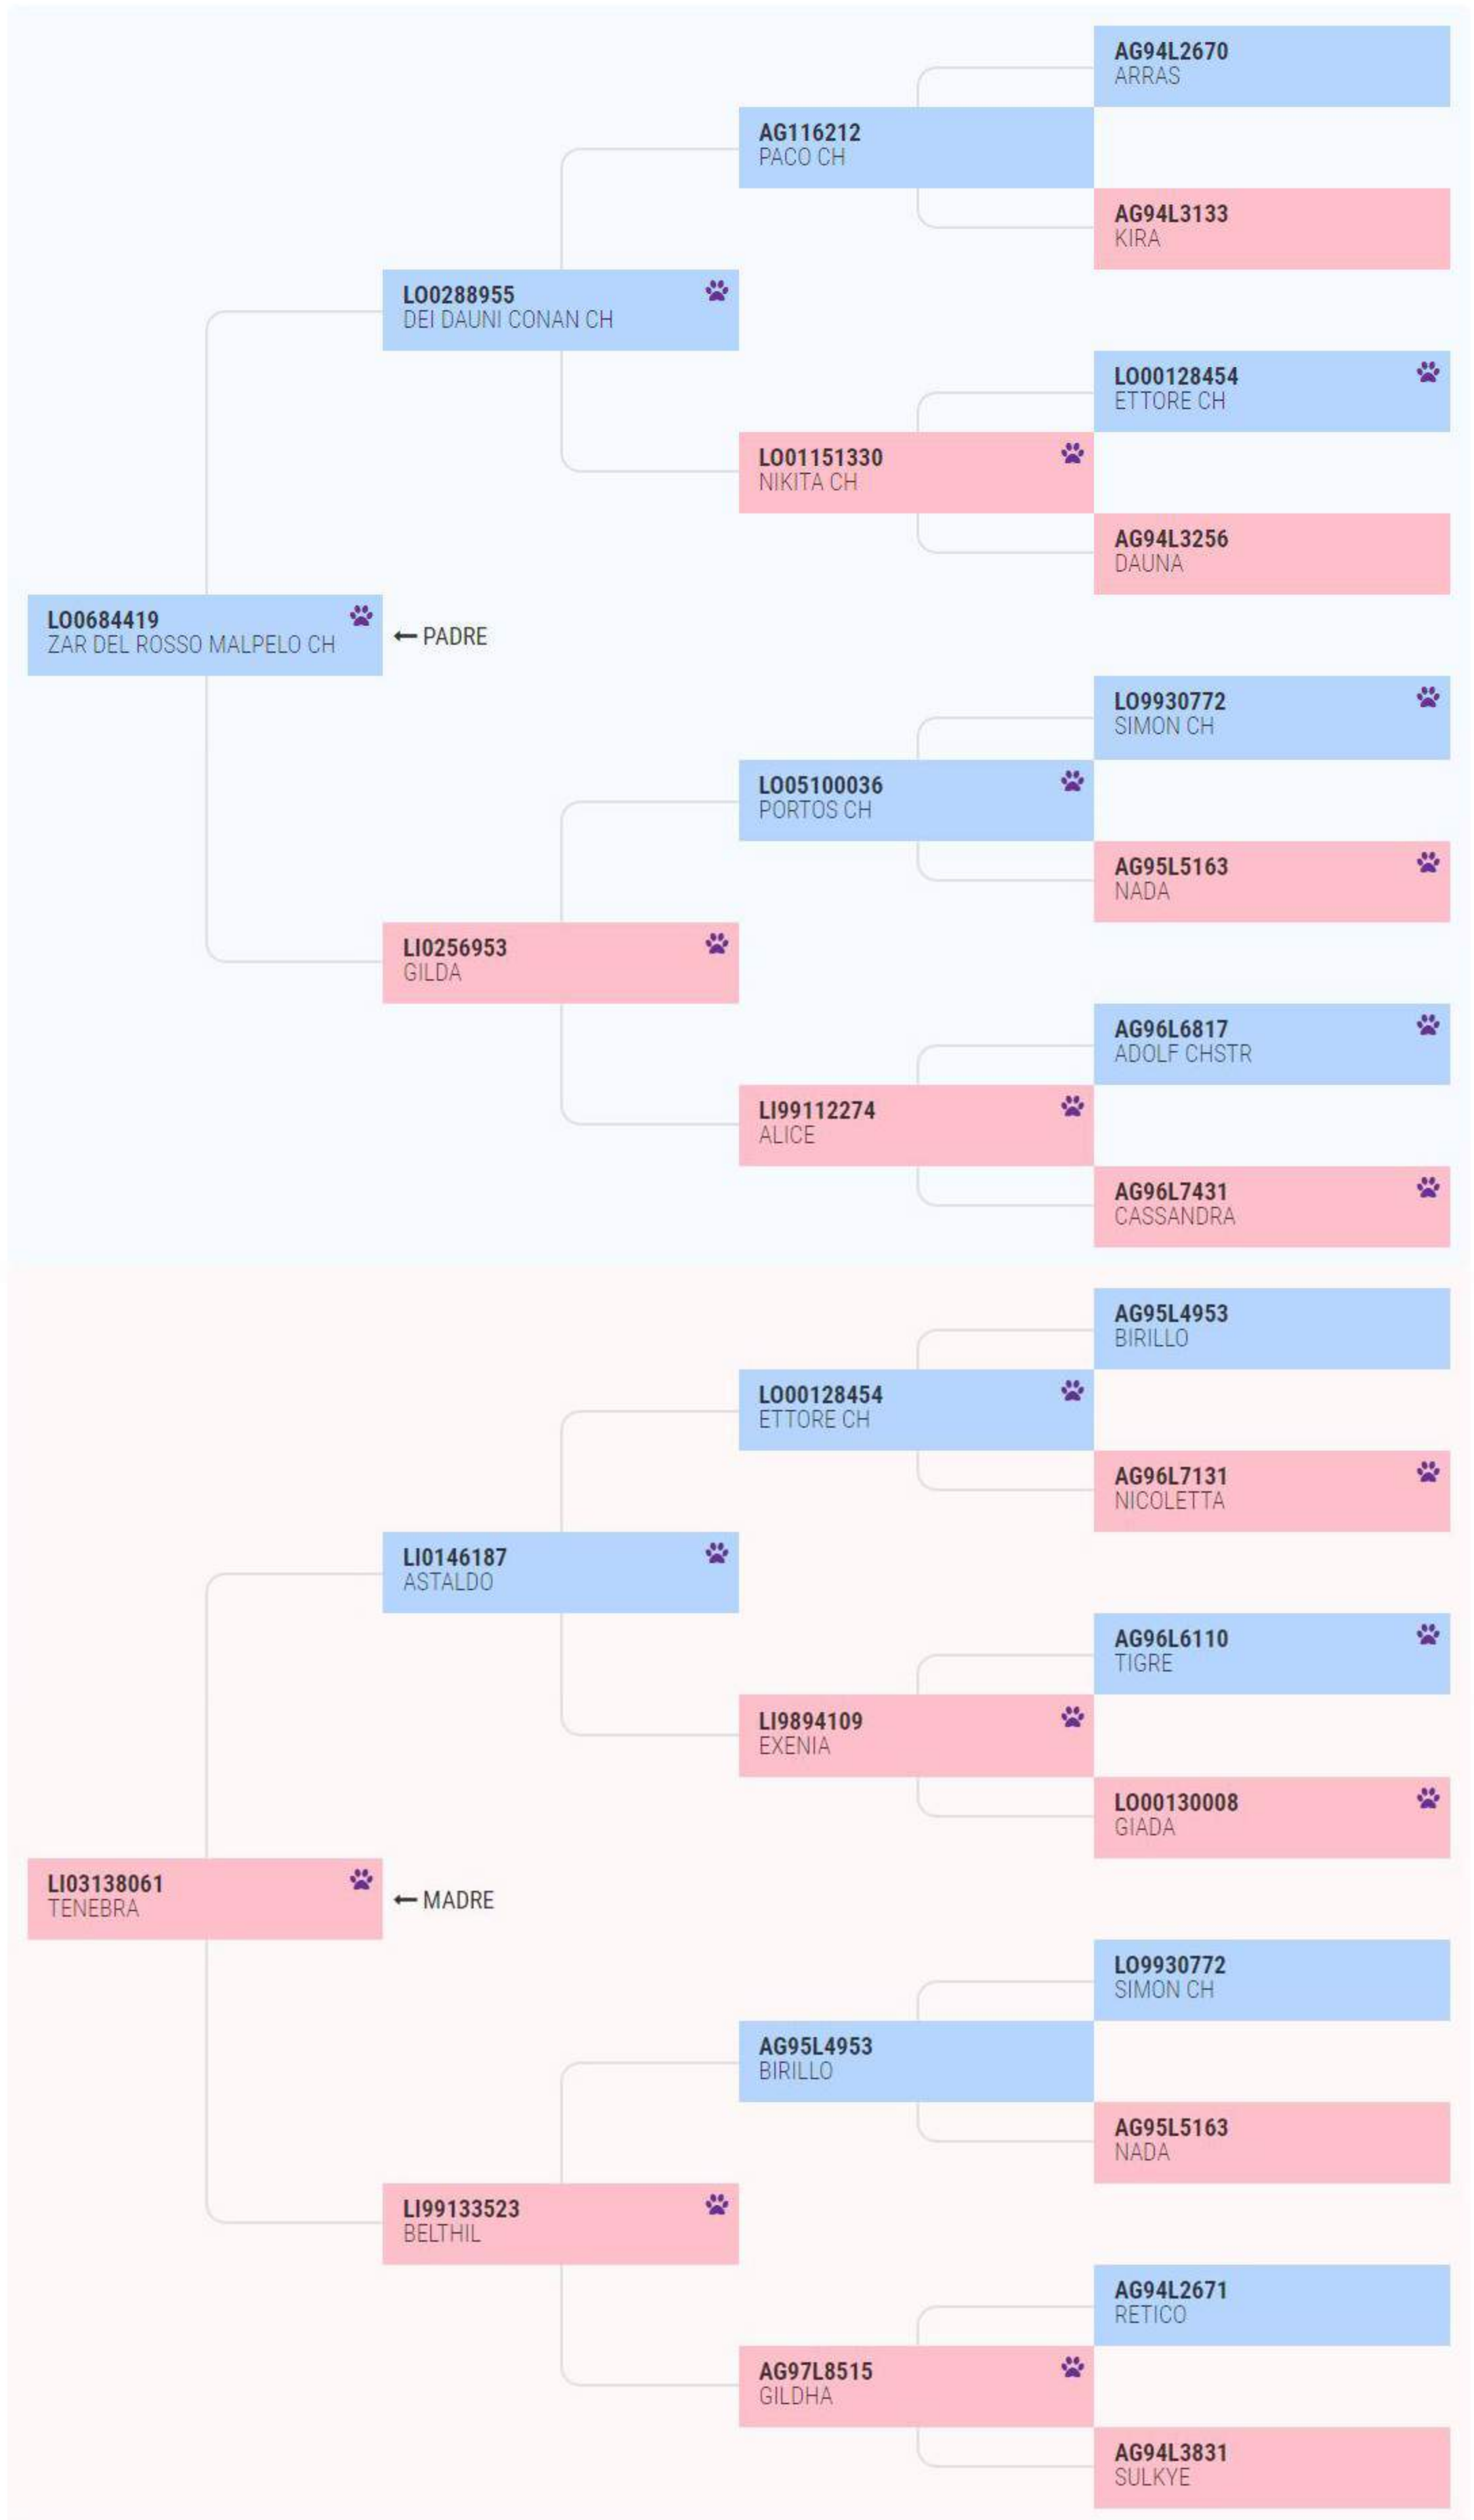 AG94L2670
ARRAS
AG116212
PACO CH
AG94L3133
KIRA
LO0288955
DEI DAUNI CONAN CH
LO00128454
ETTORE CH
LO01151330
NIKITA CH
AG94L3256
DAUNA
LO0684419
ZAR DEL ROSSO MALPELO CH
← PADRE
LO9930772
SIMON CH
LO05100036
PORTOS CH
AG95L5163
NADA
LI0256953
GILDA
AG96L6817
ADOLF CHSTR
LI99112274
ALICE
AG96L7431
CASSANDRA
AG95L4953
BIRILLO
LO00128454
ETTORE CH
AG96L7131
NICOLETTA
LI0146187
ASTALDO
AG96L6110
TIGRE
LI9894109
EXENIA
LO00130008
GIADA
LI03138061
TENEBRA
← MADRE
LO9930772
SIMON CH
AG95L4953
BIRILLO
AG95L5163
NADA
LI99133523
BELTHIL
AG94L2671
RETICO
AG97L8515
GILDHA
AG94L3831
SULKYE